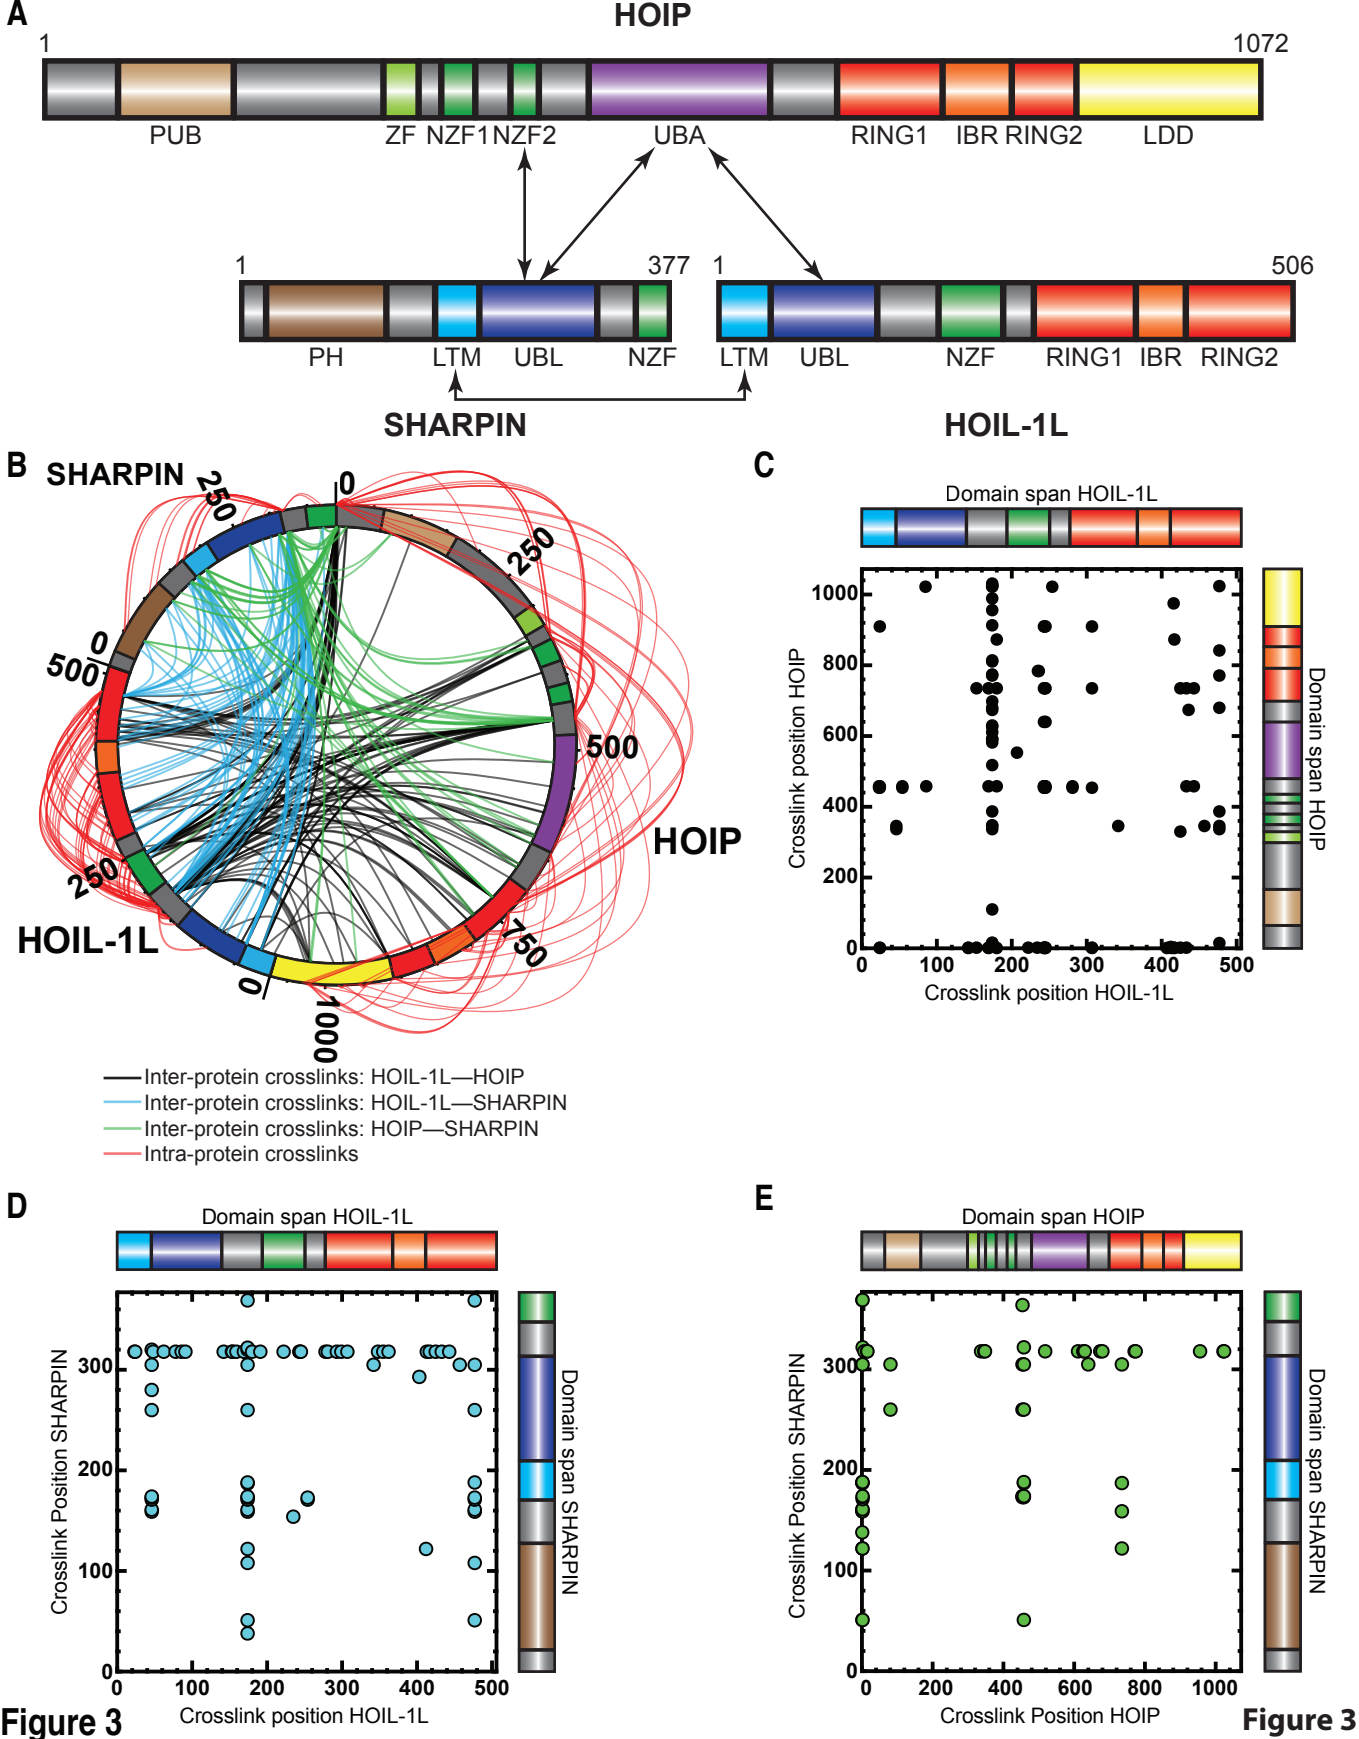 A
HOIP
1 1072
PUB ZF NZF1 NZF2 UBA RING1 IBR RING2 LDD
1 377 1 506
PH LTM UBL NZF LTM UBL NZF RING1 IBR RING2
SHARPIN HOIL-1L
B
SHARPIN
0
250
250
500
HOIP
750
1000
0
HOIL-1L
250
500
0
Inter-protein crosslinks: HOIL-1L—HOIP
Inter-protein crosslinks: HOIL-1L—SHARPIN
Inter-protein crosslinks: HOIP—SHARPIN
Intra-protein crosslinks
C
Domain span HOIL-1L
Crosslink position HOIP
1000
800
600
400
200
0
0 100 200 300 400 500
Crosslink position HOIL-1L
Domain span HOIP
D
Domain span HOIL-1L
Crosslink Position SHARPIN
300
200
100
0
0 100 200 300 400 500
Crosslink position HOIL-1L
Domain span SHARPIN
E
Domain span HOIP
Crosslink Position SHARPIN
300
200
100
0
0 200 400 600 800 1000
Crosslink Position HOIP
Domain span SHARPIN
Figure 3
Figure 3